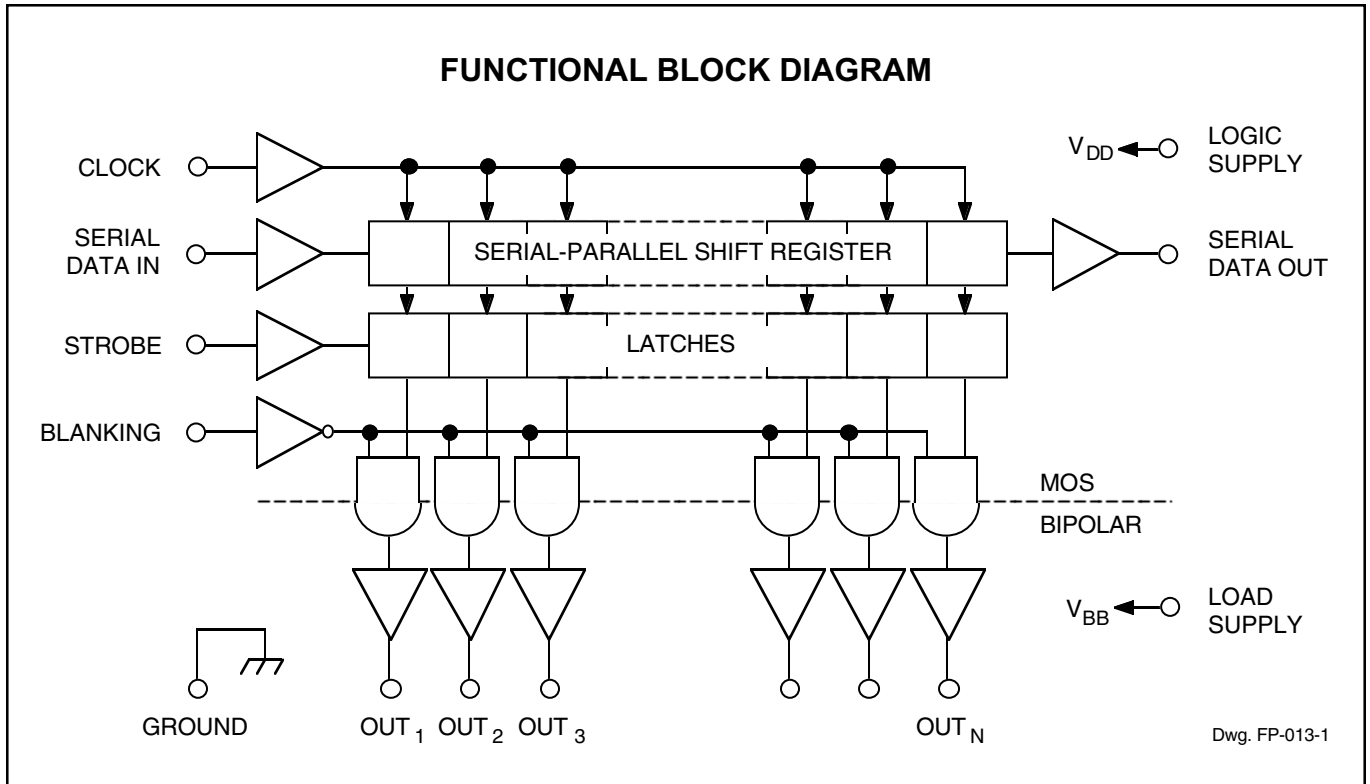 FUNCTIONAL BLOCK DIAGRAM
CLOCK
V DD
LOGIC
SUPPLY
SERIAL
DATA IN
SERIAL-PARALLEL SHIFT REGISTER
SERIAL
DATA OUT
STROBE
LATCHES
BLANKING
MOS
BIPOLAR
V BB
LOAD
SUPPLY
GROUND
OUT 1
OUT 2
OUT 3
OUT N
Dwg. FP-013-1